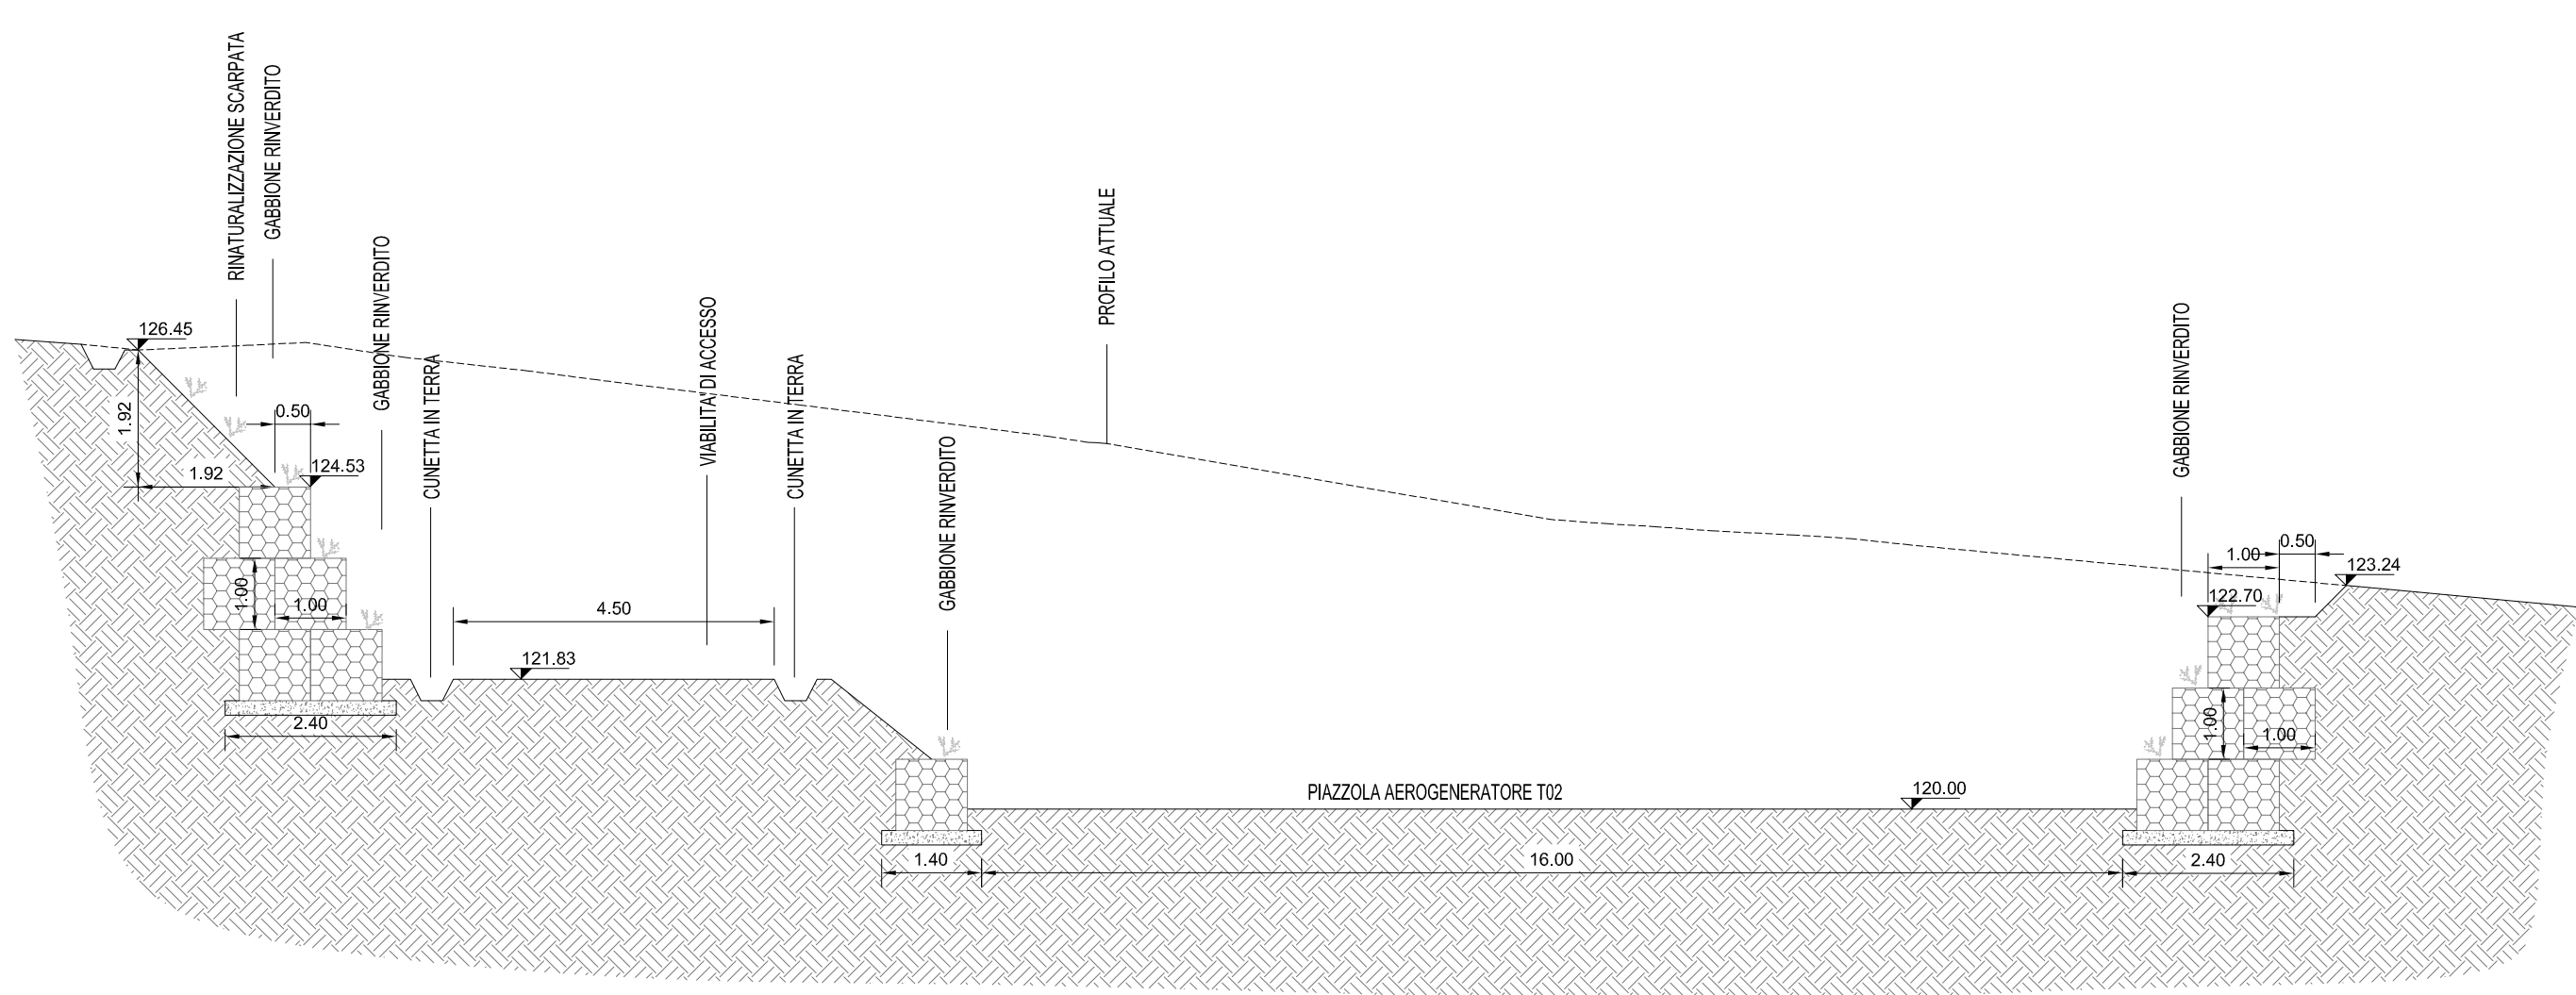 RINATURALIZZAZIONE SCARPATA
GABBIONE RINVERDITO
GABBIONE RINVERDITO
CUNETTA IN TERRA
VIABILITA DI ACCESSO
CUNETTA IN TERRA
GABBIONE RINVERDITO
PROFILO ATTUALE
GABBIONE RINVERDITO
126.45
1.92
1.92
0.50
124.53
1.00
1.00
2.40
4.50
121.83
1.40
PIAZZOLA AEROGENERATORE T02
16.00
120.00
1.00
0.50
123.24
122.70
1.00
1.00
2.40